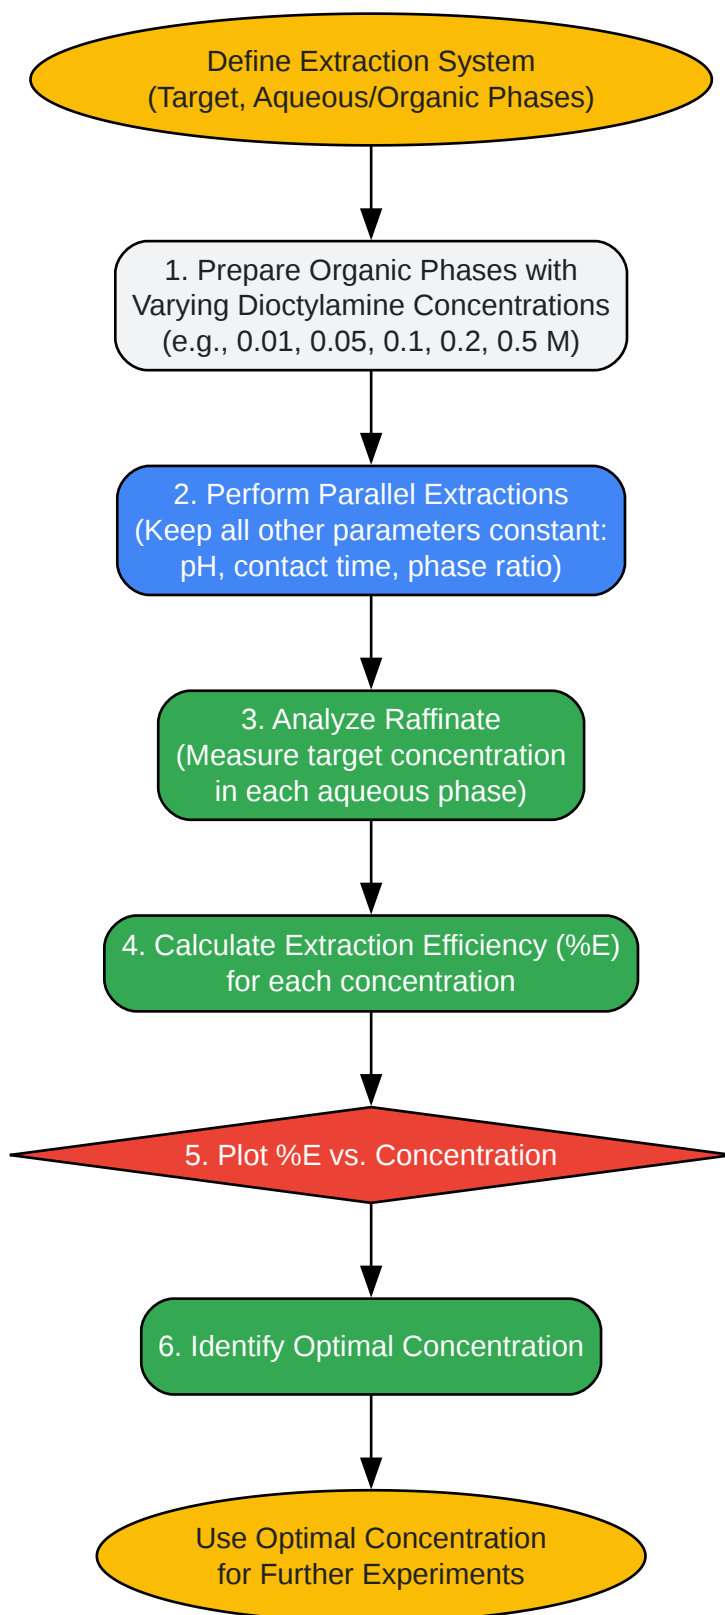 Define Extraction System
(Target, Aqueous/Organic Phases)
1. Prepare Organic Phases with
Varying Dioctylamine Concentrations
(e.g., 0.01, 0.05, 0.1, 0.2, 0.5 M)
2. Perform Parallel Extractions
(Keep all other parameters constant:
pH, contact time, phase ratio)
3. Analyze Raffinate
(Measure target concentration
in each aqueous phase)
4. Calculate Extraction Efficiency (%E)
for each concentration
5. Plot %E vs. Concentration
6. Identify Optimal Concentration
Use Optimal Concentration
for Further Experiments